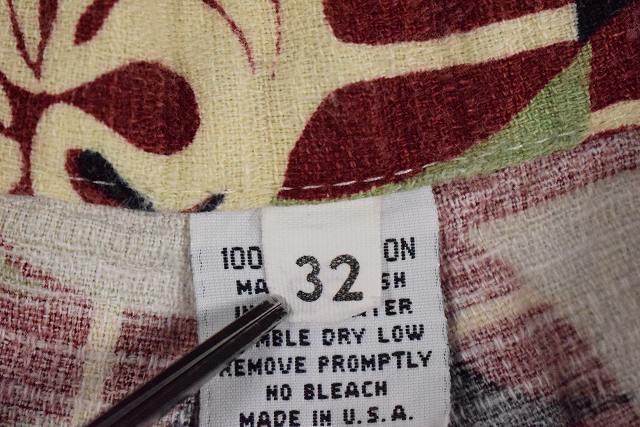 32
100 ON
MA SH
IN TER
MBLE DRY LOW
REMOVE PROMPTLY
NO BLEACH
MADE IN U.S.A.